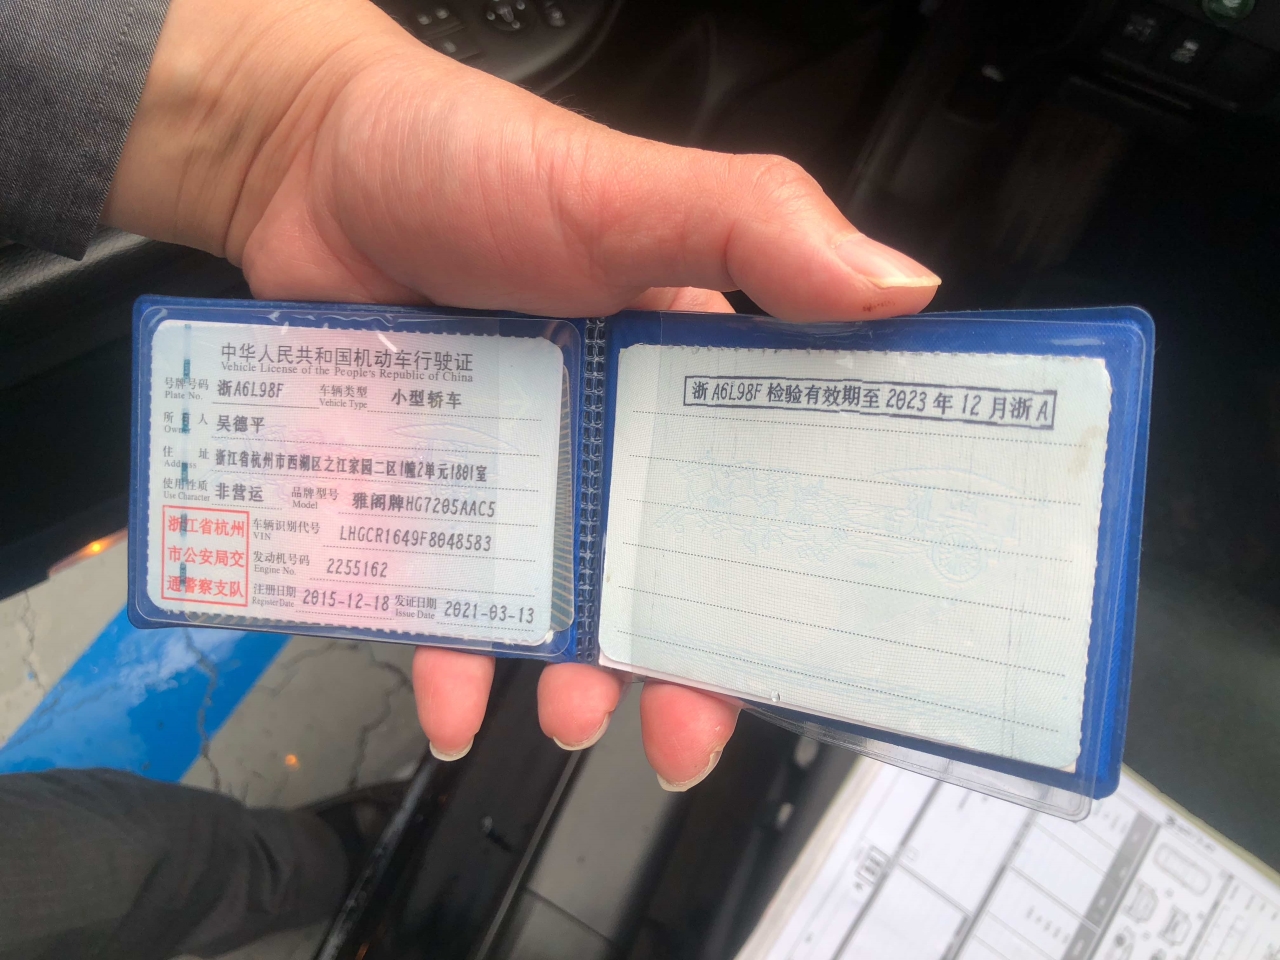 中华人民共和国机动车行驶证
Vehicle License of the People's Republic of China
号牌号码 浙A6L98F 车辆类型 小型轿车
Plate No. Vehicle Type
所有人 吴德平
Owner
住址 浙江省杭州市西湖区之江家园二区1幢2单元1801室
Address
使用性质 非营运 品牌型号 雅阁牌HG7205AAC5
Use Character Model
浙江省杭州
市公安局交
通警察支队
车辆识别代号 LHGCR1649F8048583
VIN
发动机号码 2255162
Engine No.
注册日期 2015-12-18 发证日期 2021-03-13
Register Date Issue Date
浙A6L98F 检验有效期至 2023 年 12 月浙A